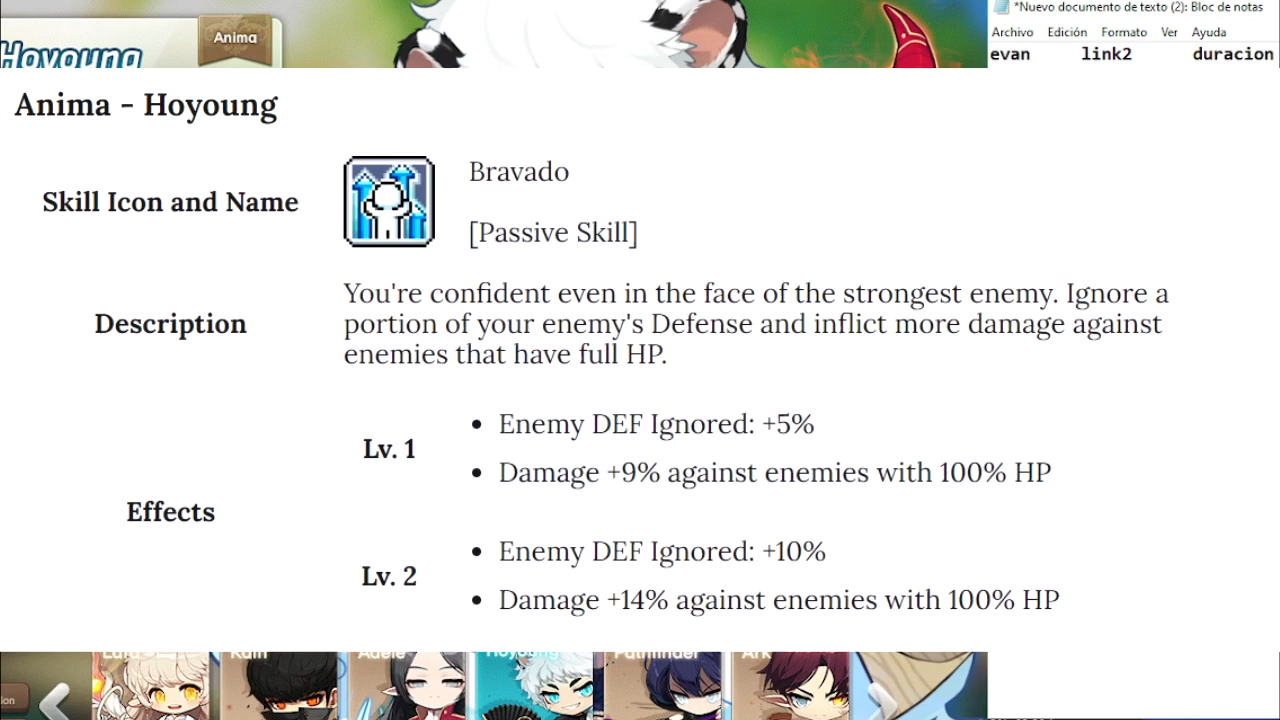 Hoyoung
Anima
*Nuevo documento de texto (2): Bloc de notas
Archivo Edición Formato Ver Ayuda
evan link2 duracion
Anima - Hoyoung
Skill Icon and Name
Bravado
[Passive Skill]
Description
You're confident even in the face of the strongest enemy. Ignore a
portion of your enemy's Defense and inflict more damage against
enemies that have full HP.
Effects
Lv. 1
• Enemy DEF Ignored: +5%
• Damage +9% against enemies with 100% HP
Lv. 2
• Enemy DEF Ignored: +10%
• Damage +14% against enemies with 100% HP
Kain Adele Hoyoung Pathfinder Ark